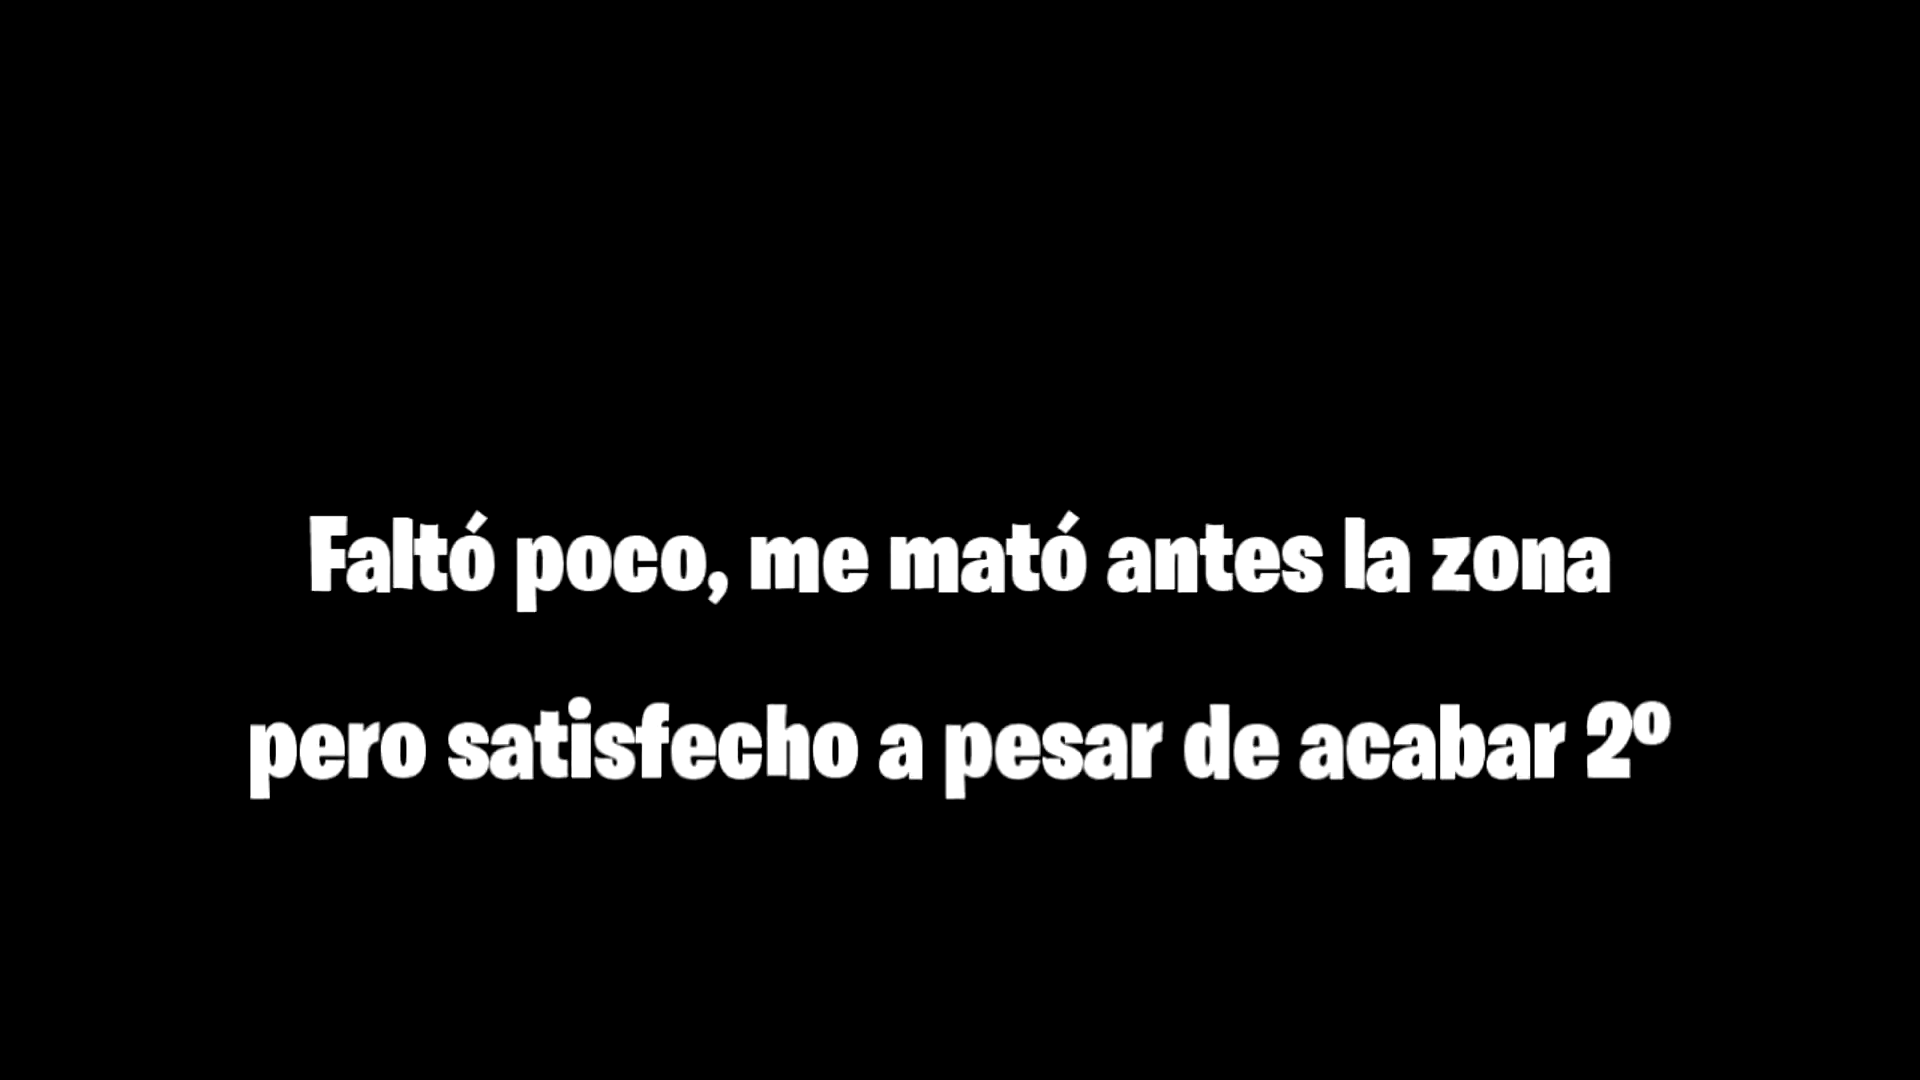 Faltó poco, me mató antes la zona
pero satisfecho a pesar de acabar 2º